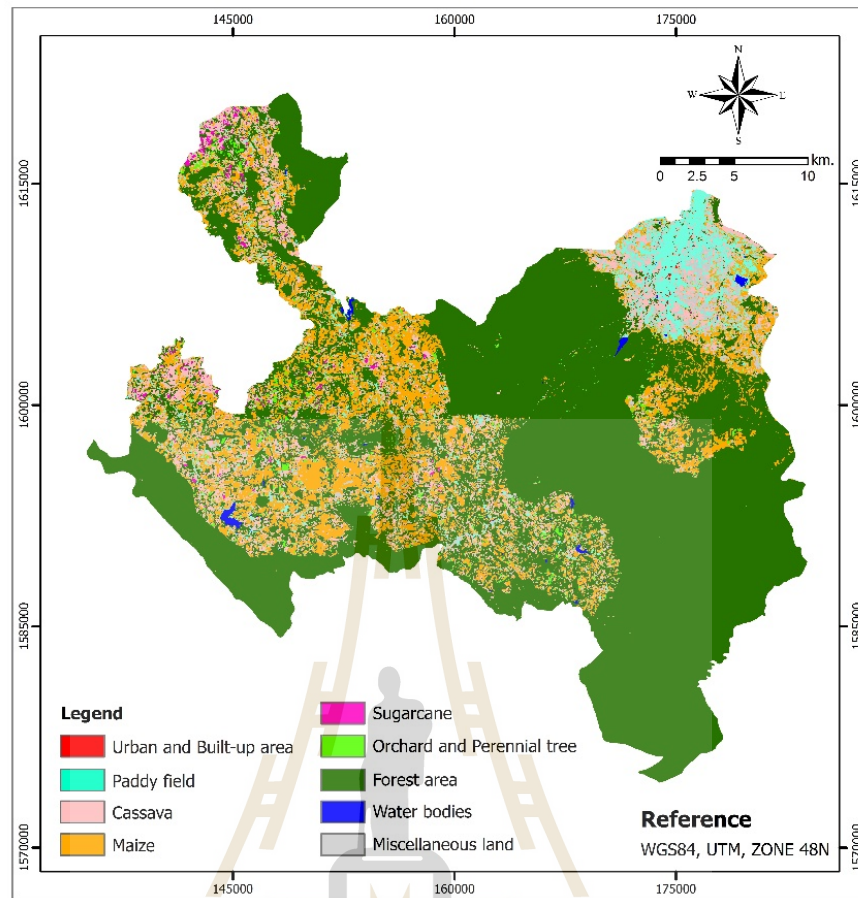 145000 160000 175000
N
W E
S
0 2.5 5 10 km.
1615000 1615000
1600000 1600000
1585000 1585000
1570000 1570000
Legend
Urban and Built-up area
Paddy field
Cassava
Maize
Sugarcane
Orchard and Perennial tree
Forest area
Water bodies
Miscellaneous land
Reference
WGS84, UTM, ZONE 48N
145000 160000 175000